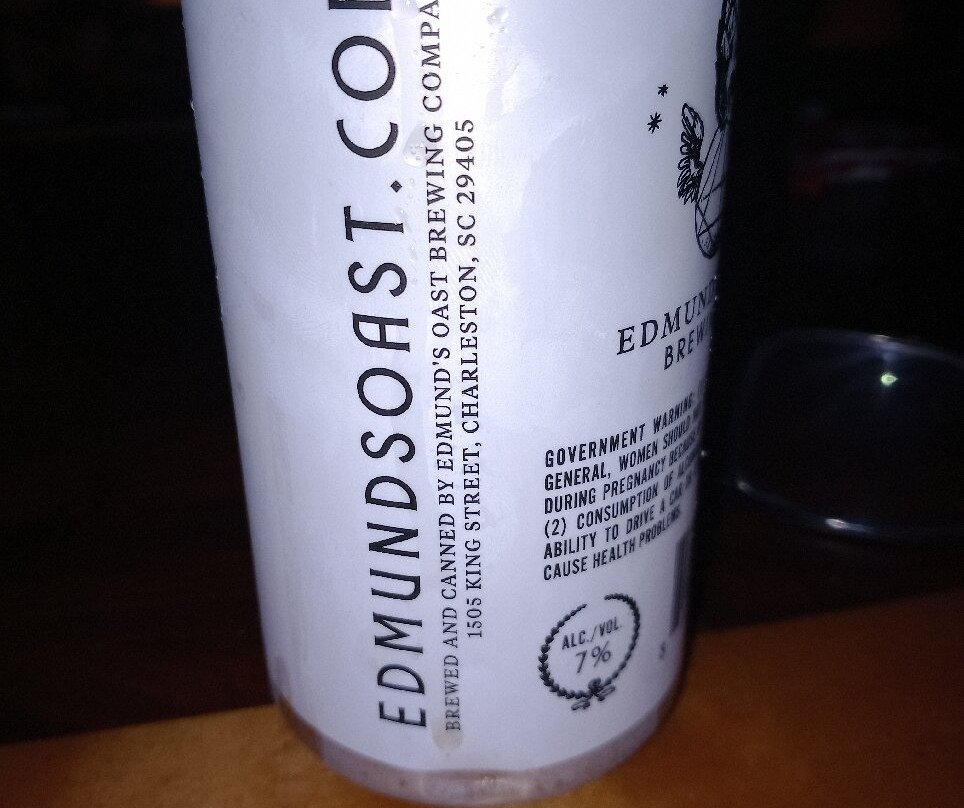 EDMUNDSOAST.CO
BREWED AND CANNED BY EDMUND'S OAST BREWING COMPA
1505 KING STREET, CHARLESTON, SC 29405
EDMUND
BREW
GOVERNMENT WARNING:
GENERAL, WOMEN SHOULD
DURING PREGNANCY BECAUSE
(2) CONSUMPTION OF
ABILITY TO DRIVE A CAR
CAUSE HEALTH PROBLEMS
ALC./VOL.
7%